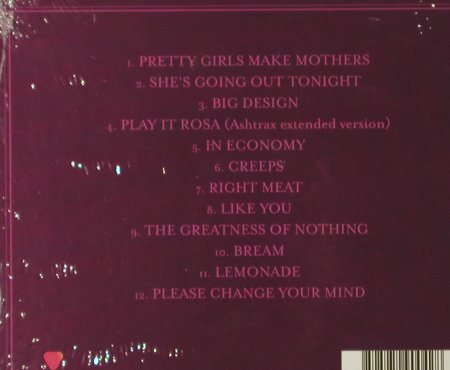 1. PRETTY GIRLS MAKE MOTHERS
2. SHE'S GOING OUT TONIGHT
3. BIG DESIGN
4. PLAY IT ROSA (Ashtrax extended version)
5. IN ECONOMY
6. CREEPS
7. RIGHT MEAT
8. LIKE YOU
9. THE GREATNESS OF NOTHING
10. BREAM
11. LEMONADE
12. PLEASE CHANGE YOUR MIND